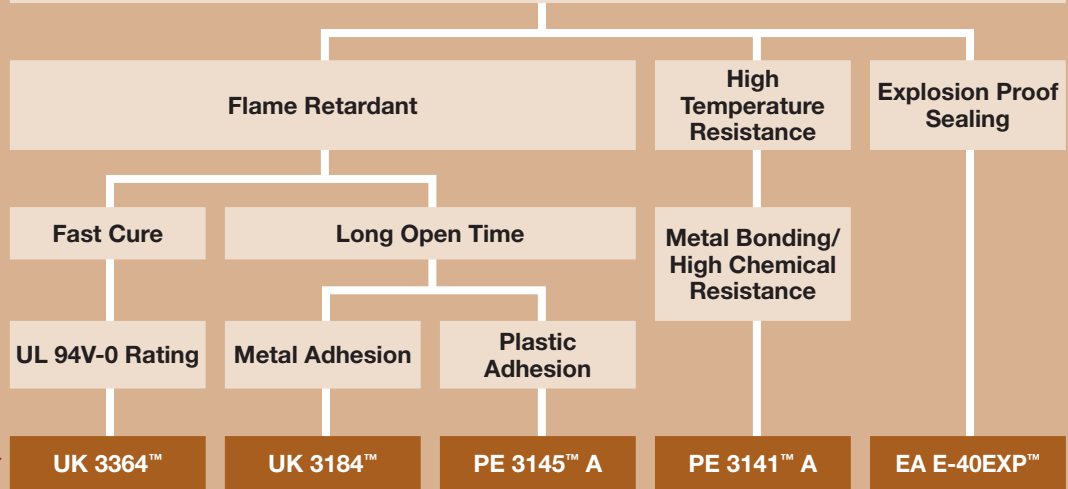 Flame Retardant
High
Temperature
Resistance
Explosion Proof
Sealing
Fast Cure
Long Open Time
Metal Bonding/
High Chemical
Resistance
UL 94V-0 Rating
Metal Adhesion
Plastic
Adhesion
UK 3364™
UK 3184™
PE 3145™ A
PE 3141™ A
EA E-40EXP™